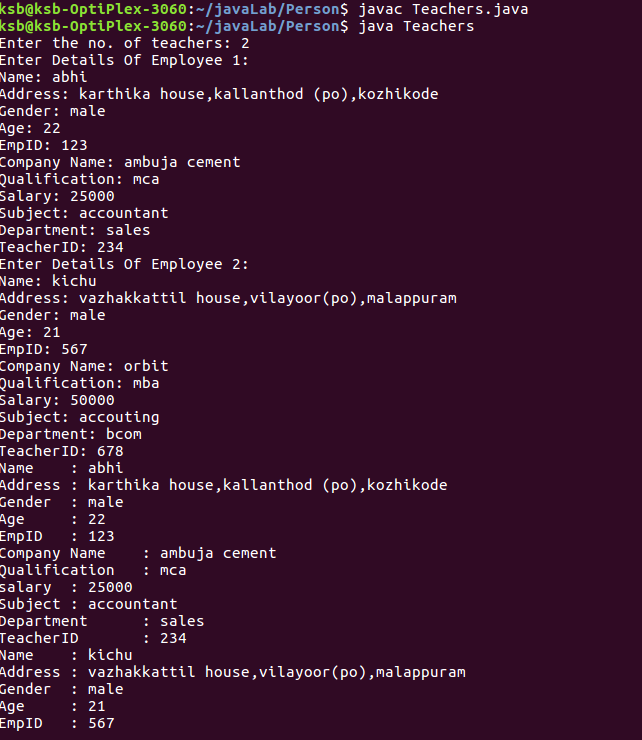 ksb@ksb-OptiPlex-3060:~/javaLab/Person$ javac Teachers.java
ksb@ksb-OptiPlex-3060:~/javaLab/Person$ java Teachers
Enter the no. of teachers: 2
Enter Details Of Employee 1:
Name: abhi
Address: karthika house,kallanthod (po),kozhikode
Gender: male
Age: 22
EmpID: 123
Company Name: ambuja cement
Qualification: mca
Salary: 25000
Subject: accountant
Department: sales
TeacherID: 234
Enter Details Of Employee 2:
Name: kichu
Address: vazhakkattil house,vilayoor(po),malappuram
Gender: male
Age: 21
EmpID: 567
Company Name: orbit
Qualification: mba
Salary: 50000
Subject: accouting
Department: bcom
TeacherID: 678
Name    : abhi
Address : karthika house,kallanthod (po),kozhikode
Gender  : male
Age     : 22
EmpID   : 123
Company Name    : ambuja cement
Qualification   : mca
salary  : 25000
Subject : accountant
Department      : sales
TeacherID       : 234
Name    : kichu
Address : vazhakkattil house,vilayoor(po),malappuram
Gender  : male
Age     : 21
EmpID   : 567